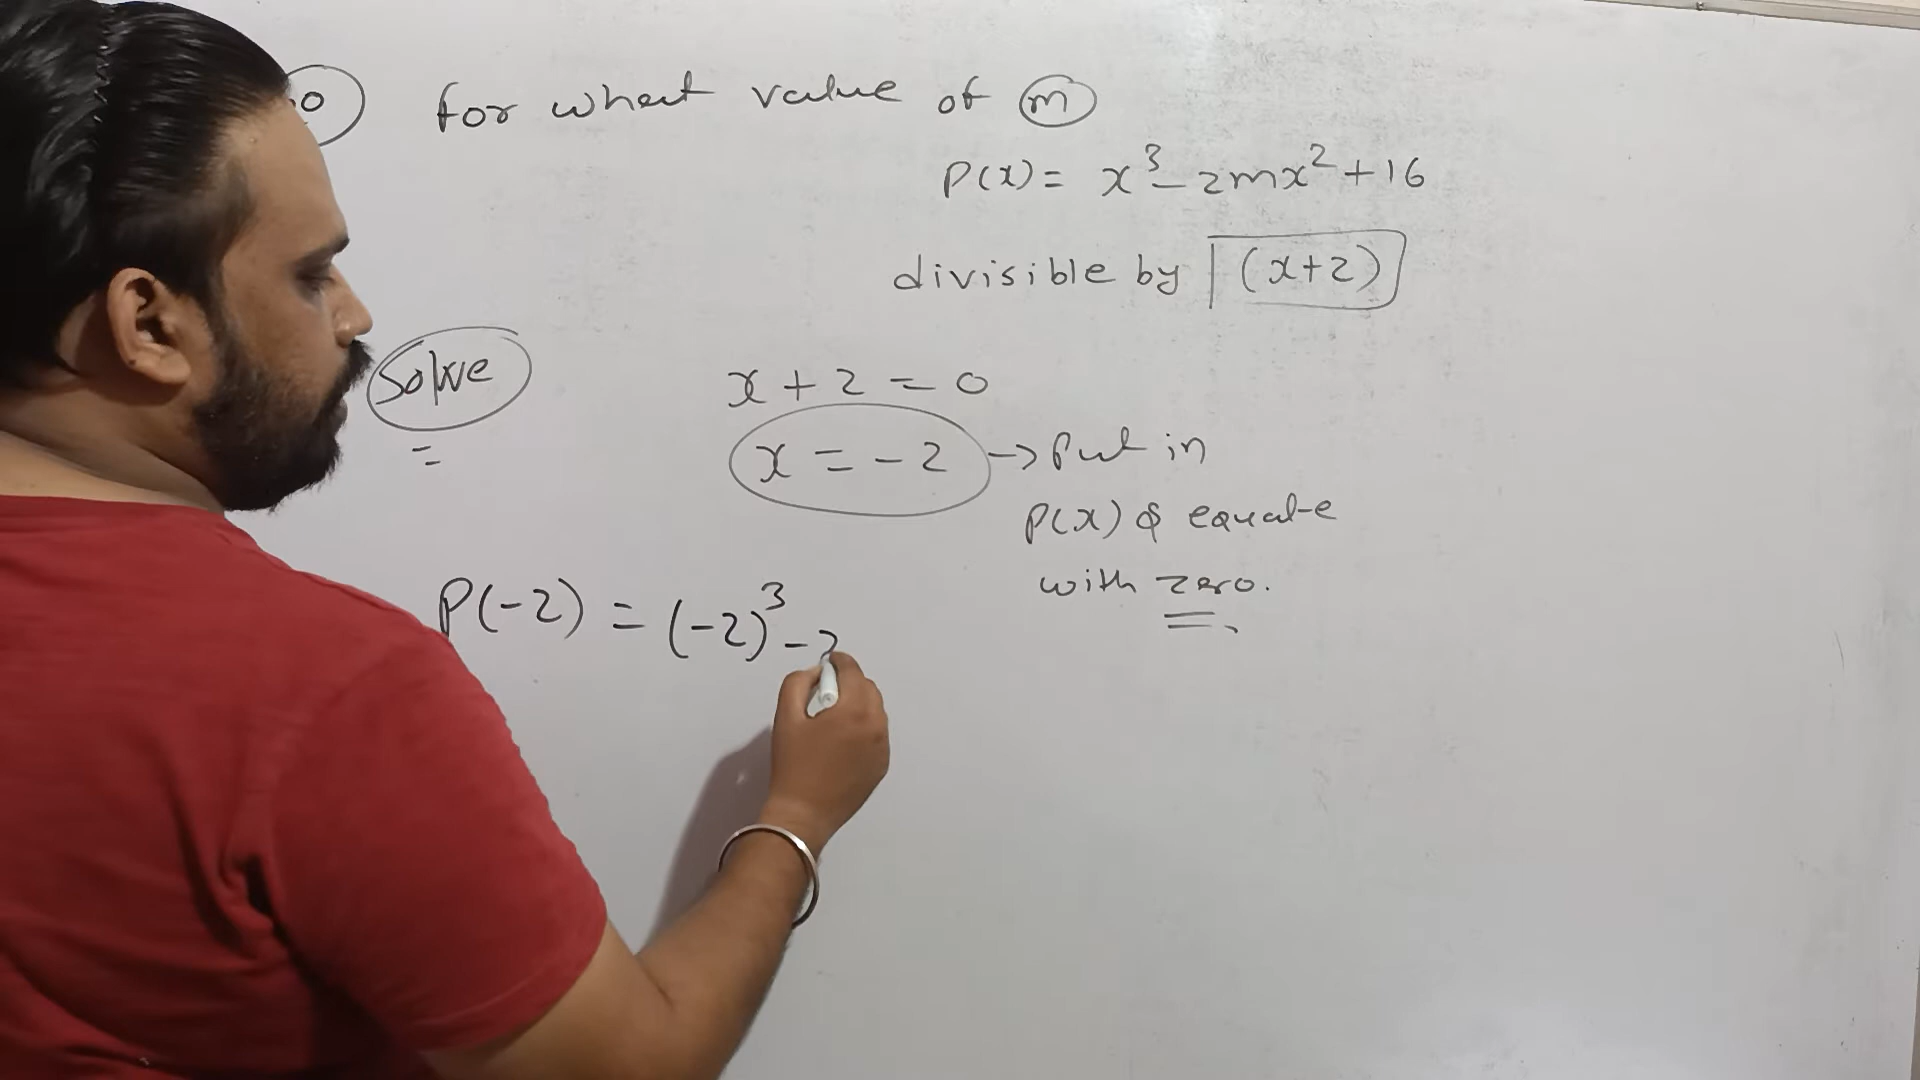 for what value of m
P(x) = x³ - 2mx² + 16
divisible by (x+2)
Solve
x + 2 = 0
x = -2 → Put in
P(x) & equate
with zero.
P(-2) = (-2)³ - 2